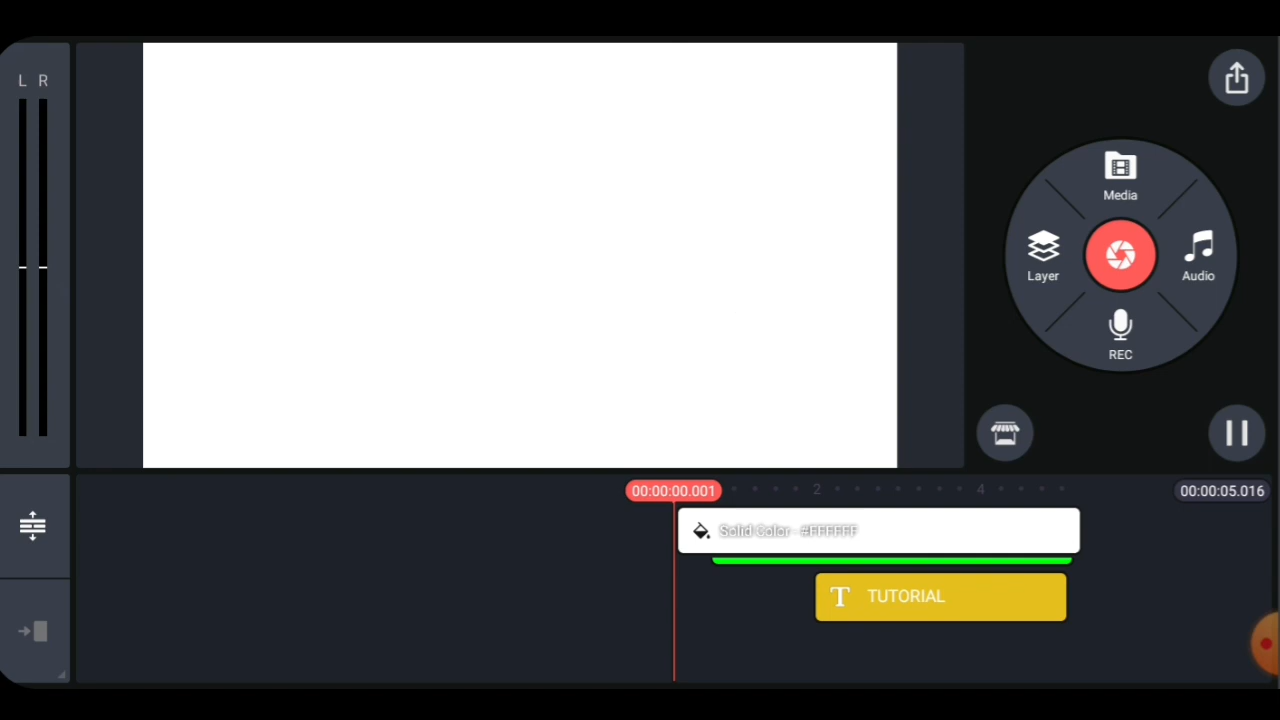 L R
Media
Layer
Audio
REC
00:00:00.001
2
4
00:00:05.016
Solid Color - #FFFFFF
T TUTORIAL